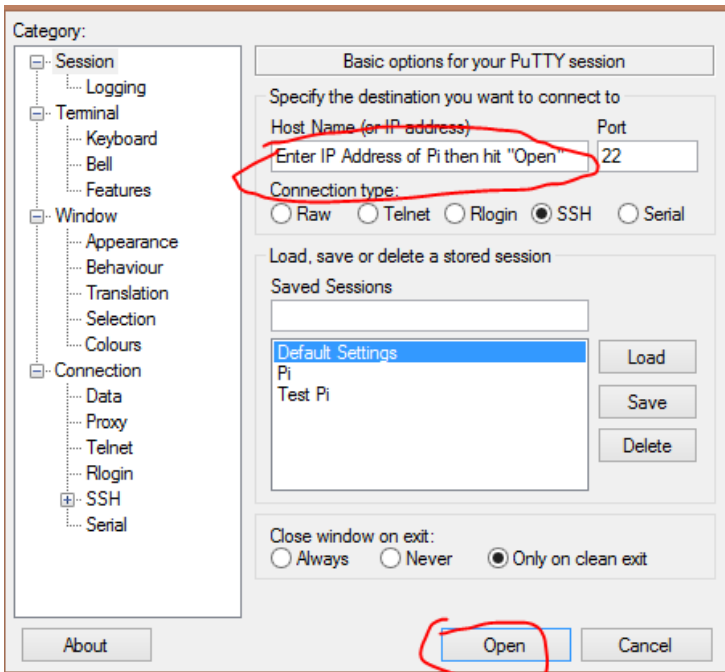 Category:
Session
Logging
Terminal
Keyboard
Bell
Features
Window
Appearance
Behaviour
Translation
Selection
Colours
Connection
Data
Proxy
Telnet
Rlogin
SSH
Serial
Basic options for your PuTTY session
Specify the destination you want to connect to
Host Name (or IP address) Port
Enter IP Address of Pi then hit "Open" 22
Connection type:
Raw Telnet Rlogin SSH Serial
Load, save or delete a stored session
Saved Sessions
Default Settings
Pi
Test Pi
Load
Save
Delete
Close window on exit:
Always Never Only on clean exit
About Open Cancel